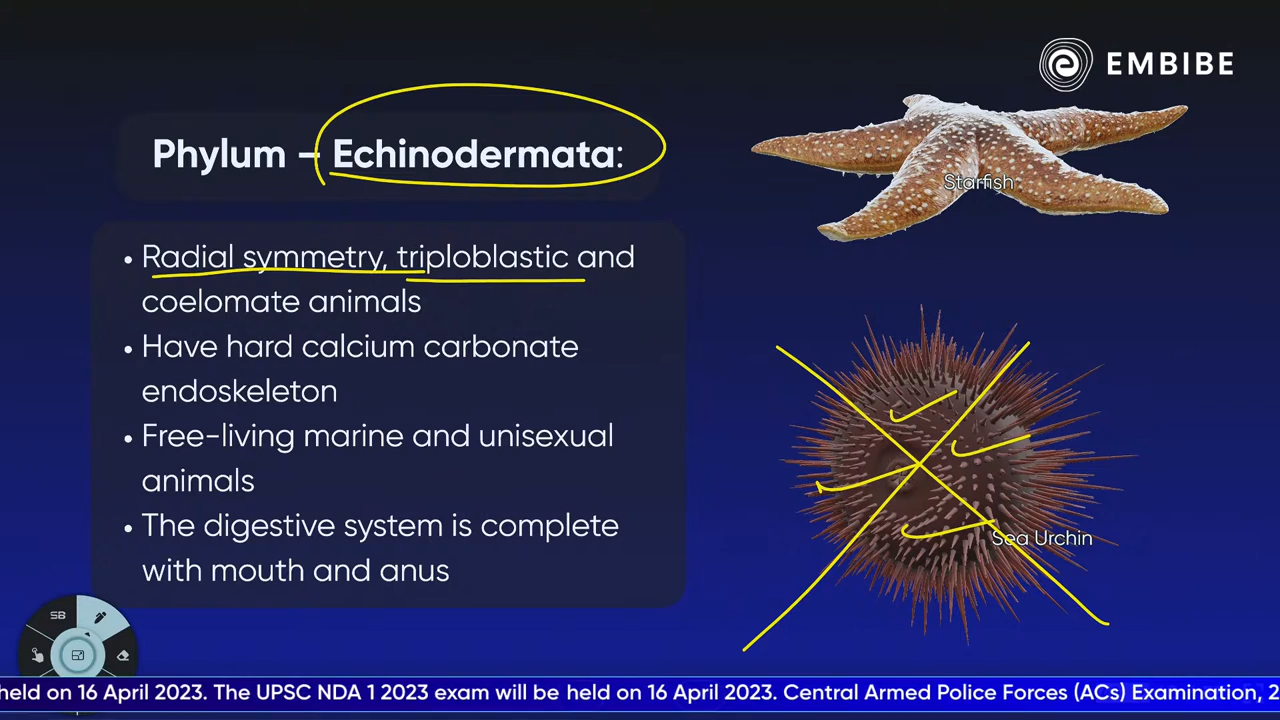 EMBIBE
Phylum – Echinodermata:
Starfish
• Radial symmetry, triploblastic and
coelomate animals
• Have hard calcium carbonate
endoskeleton
• Free-living marine and unisexual
animals
• The digestive system is complete
with mouth and anus
Sea Urchin
SB
held on 16 April 2023. The UPSC NDA 1 2023 exam will be held on 16 April 2023. Central Armed Police Forces (ACs) Examination, 2